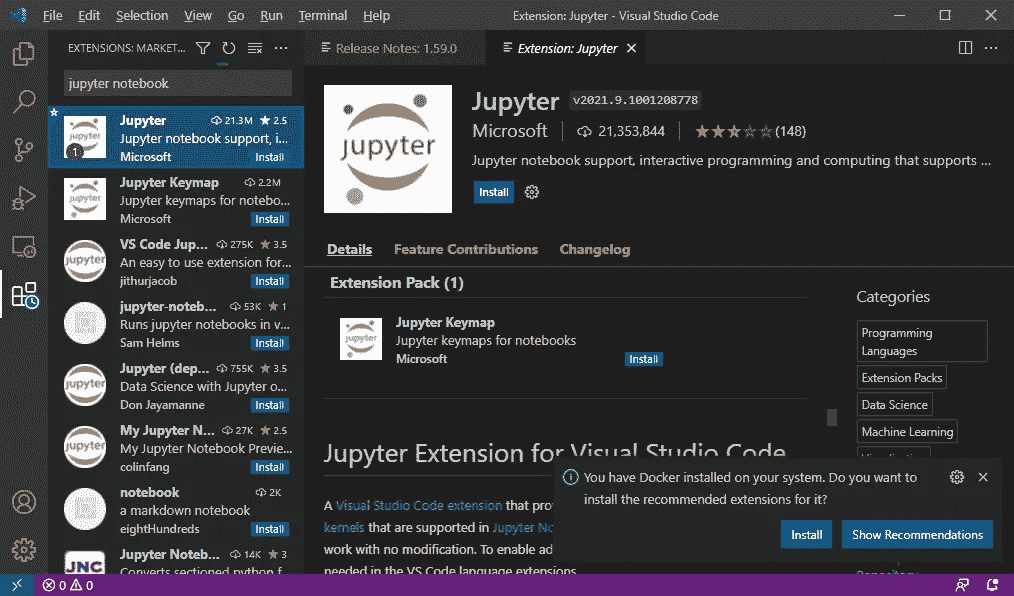 File Edit Selection View Go Run Terminal Help
Extension: Jupyter - Visual Studio Code
EXTENSIONS: MARKET...
jupyter notebook
Jupyter 21.3M ★ 2.5
Jupyter notebook support, i...
Microsoft Install
1
Jupyter Keymap 2.2M
Jupyter keymaps for notebo...
Microsoft Install
VS Code Jup... 275K ★ 3.5
An easy to use extension for...
jithurjacob Install
jupyter-noteb... 53K ★ 1
Runs jupyter notebooks in v...
Sam Helms Install
Jupyter (dep... 755K ★ 3.5
Data Science with Jupyter o...
Don Jayamanne Install
My Jupyter N... 27K ★ 2.5
My Jupyter Notebook Previe...
colinfang Install
notebook 2K
a markdown notebook
eightHundreds Install
Jupyter Noteb... 14K ★ 3
Converts sectioned python f...
jupyter
jupyter
jupyter
jupyter
jupyter
JNC
Release Notes: 1.59.0
Extension: Jupyter
jupyter
Jupyter v2021.9.1001208778
Microsoft 21,353,844 ★★★☆☆ (148)
Jupyter notebook support, interactive programming and computing that supports ...
Install
Details Feature Contributions Changelog
Extension Pack (1)
jupyter
Jupyter Keymap
Jupyter keymaps for notebooks
Microsoft Install
Jupyter Extension for Visual Studio Code
A Visual Studio Code extension that pro
kernels that are supported in Jupyter No
work with no modification. To enable ad
needed in the VS Code language extensions
Categories
Programming
Languages
Extension Packs
Data Science
Machine Learning
You have Docker installed on your system. Do you want to
install the recommended extensions for it?
Install Show Recommendations
0 0